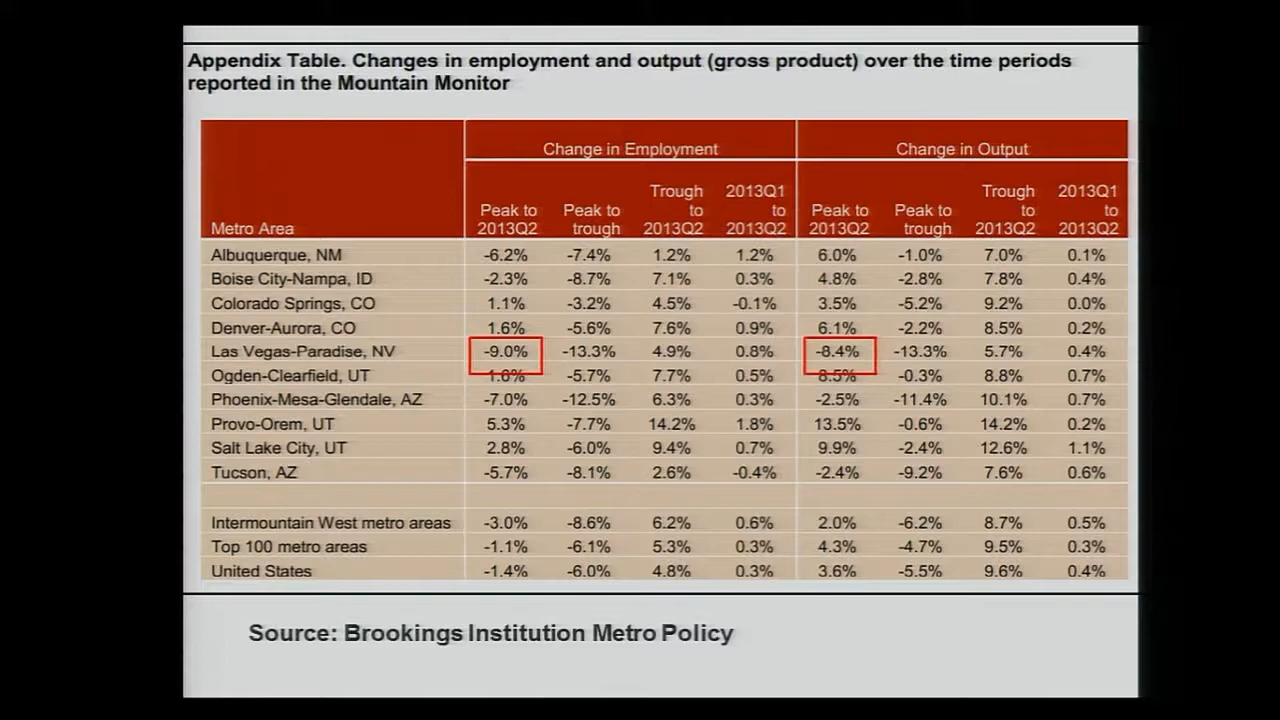 Appendix Table. Changes in employment and output (gross product) over the time periods
reported in the Mountain Monitor
Change in Employment Change in Output
Metro Area Peak to 2013Q2 Peak to trough Trough to 2013Q2 2013Q1 to 2013Q2 Peak to 2013Q2 Peak to trough Trough to 2013Q2 2013Q1 to 2013Q2
Albuquerque, NM -6.2% -7.4% 1.2% 1.2% 6.0% -1.0% 7.0% 0.1%
Boise City-Nampa, ID -2.3% -8.7% 7.1% 0.3% 4.8% -2.8% 7.8% 0.4%
Colorado Springs, CO 1.1% -3.2% 4.5% -0.1% 3.5% -5.2% 9.2% 0.0%
Denver-Aurora, CO 1.6% -5.6% 7.6% 0.9% 6.1% -2.2% 8.5% 0.2%
Las Vegas-Paradise, NV -9.0% -13.3% 4.9% 0.8% -8.4% -13.3% 5.7% 0.4%
Ogden-Clearfield, UT 1.6% -5.7% 7.7% 0.5% 8.5% -0.3% 8.8% 0.7%
Phoenix-Mesa-Glendale, AZ -7.0% -12.5% 6.3% 0.3% -2.5% -11.4% 10.1% 0.7%
Provo-Orem, UT 5.3% -7.7% 14.2% 1.8% 13.5% -0.6% 14.2% 0.2%
Salt Lake City, UT 2.8% -6.0% 9.4% 0.7% 9.9% -2.4% 12.6% 1.1%
Tucson, AZ -5.7% -8.1% 2.6% -0.4% -2.4% -9.2% 7.6% 0.6%
Intermountain West metro areas -3.0% -8.6% 6.2% 0.6% 2.0% -6.2% 8.7% 0.5%
Top 100 metro areas -1.1% -6.1% 5.3% 0.3% 4.3% -4.7% 9.5% 0.3%
United States -1.4% -6.0% 4.8% 0.3% 3.6% -5.5% 9.6% 0.4%
Source: Brookings Institution Metro Policy